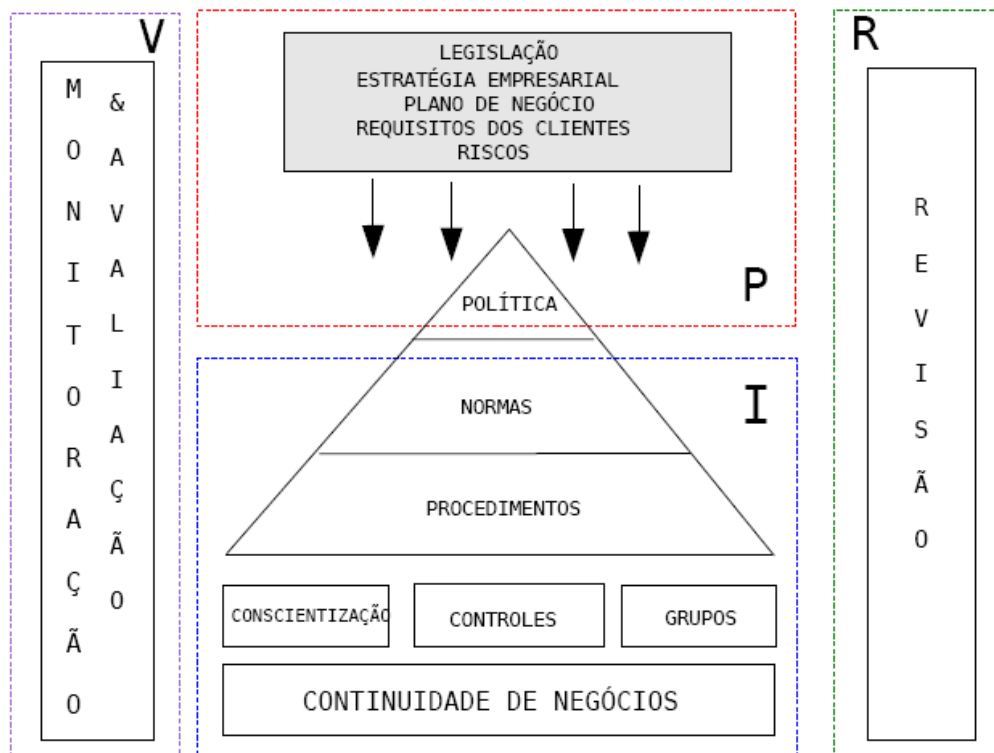 V
MONITORAÇÃO
& AVALIAÇÃO
LEGISLAÇÃO
ESTRATÉGIA EMPRESARIAL
PLANO DE NEGÓCIO
REQUISITOS DOS CLIENTES
RISCOS
P
POLÍTICA
I
NORMAS
PROCEDIMENTOS
CONSCIENTIZAÇÃO
CONTROLES
GRUPOS
CONTINUIDADE DE NEGÓCIOS
R
REVISÃO